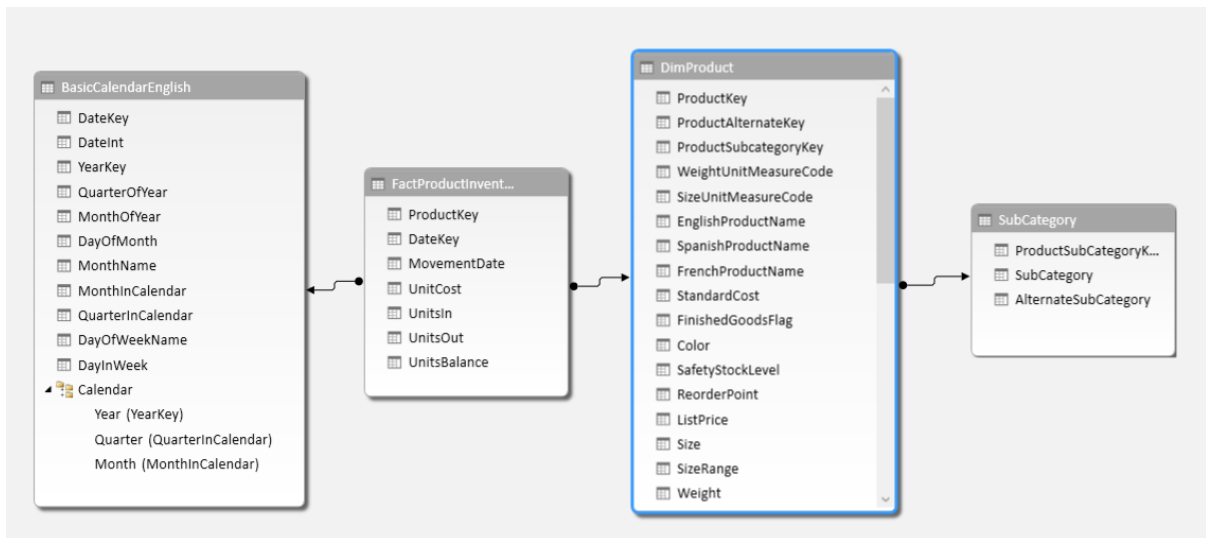 BasicCalendarEnglish
DateKey
DateInt
YearKey
QuarterOfYear
MonthOfYear
DayOfMonth
MonthName
MonthInCalendar
QuarterInCalendar
DayOfWeekName
DayInWeek
Calendar
Year (YearKey)
Quarter (QuarterInCalendar)
Month (MonthInCalendar)
FactProductInvent...
ProductKey
DateKey
MovementDate
UnitCost
UnitsIn
UnitsOut
UnitsBalance
DimProduct
ProductKey
ProductAlternateKey
ProductSubcategoryKey
WeightUnitMeasureCode
SizeUnitMeasureCode
EnglishProductName
SpanishProductName
FrenchProductName
StandardCost
FinishedGoodsFlag
Color
SafetyStockLevel
ReorderPoint
ListPrice
Size
SizeRange
Weight
SubCategory
ProductSubCategoryK...
SubCategory
AlternateSubCategory